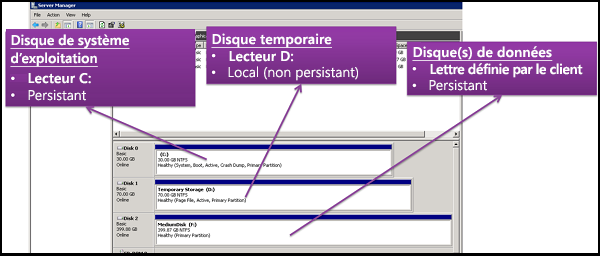 Server Manager
File Action View Help
Disque de système
d'exploitation
• Lecteur C:
• Persistant
Disque temporaire
• Lecteur D:
• Local (non persistant)
Disque(s) de données
• Lettre définie par le client
• Persistant
Disk 0
Basic
30.00 GB
Online
(C:)
30.00 GB NTFS
Healthy (System, Boot, Active, Crash Dump, Primary Partition)
Disk 1
Basic
70.00 GB
Online
Temporary Storage (D:)
70.00 GB NTFS
Healthy (Page File, Active, Primary Partition)
Disk 2
Basic
399.88 GB
Online
MediumDisk (F:)
399.87 GB NTFS
Healthy (Primary Partition)